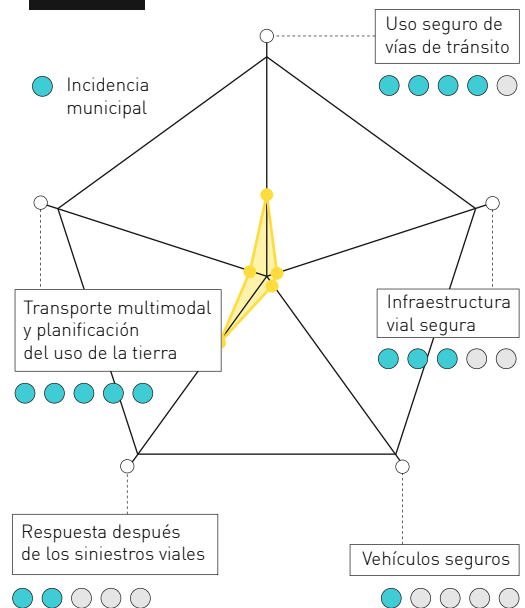 Uso seguro de
vías de tránsito
Incidencia
municipal
Transporte multimodal
y planificación
del uso de la tierra
Infraestructura
vial segura
Respuesta después
de los siniestros viales
Vehículos seguros